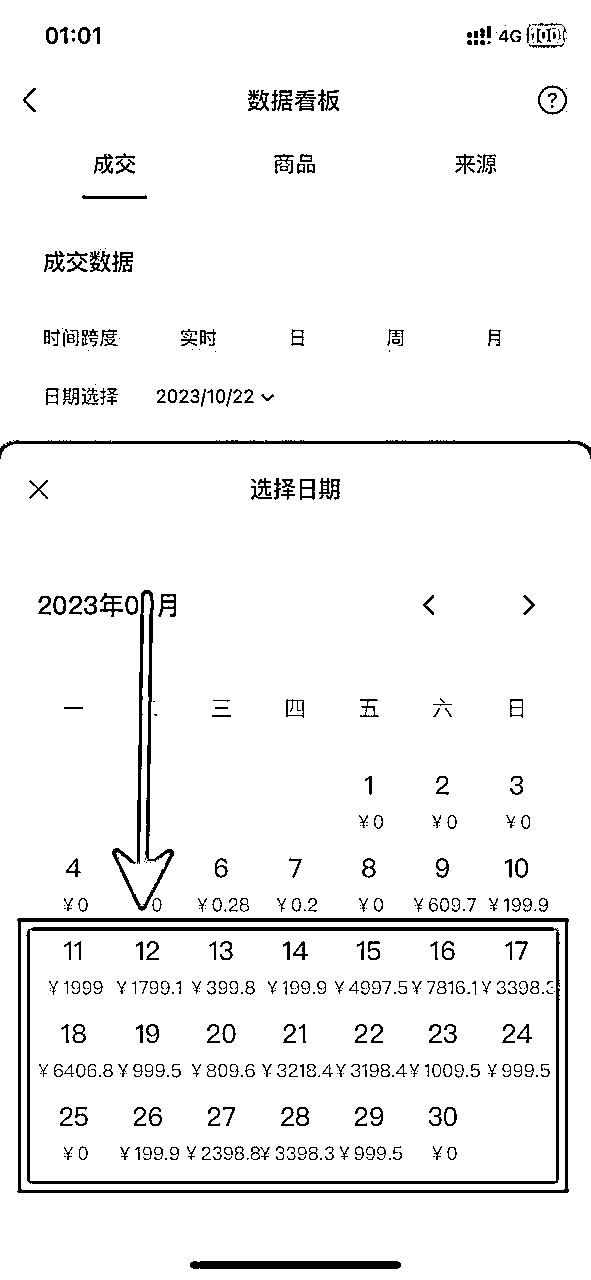 01:01 4G 100
数据看板 ?
成交 商品 来源
成交数据
时间跨度 实时 日 周 月
日期选择 2023/10/22
选择日期
2023年0 月
一 三 四 五 六 日
1 2 3
¥0 ¥0 ¥0
4 6 7 8 9 10
¥0 0 ¥0.28 ¥0.2 ¥0 ¥609.7 ¥199.9
11 12 13 14 15 16 17
¥1999 ¥1799.1 ¥399.8 ¥199.9 ¥4997.5 ¥7816.1 ¥3398.3
18 19 20 21 22 23 24
¥6406.8 ¥999.5 ¥809.6 ¥3218.4 ¥3198.4 ¥1009.5 ¥999.5
25 26 27 28 29 30
¥0 ¥199.9 ¥2398.8 ¥3398.3 ¥999.5 ¥0